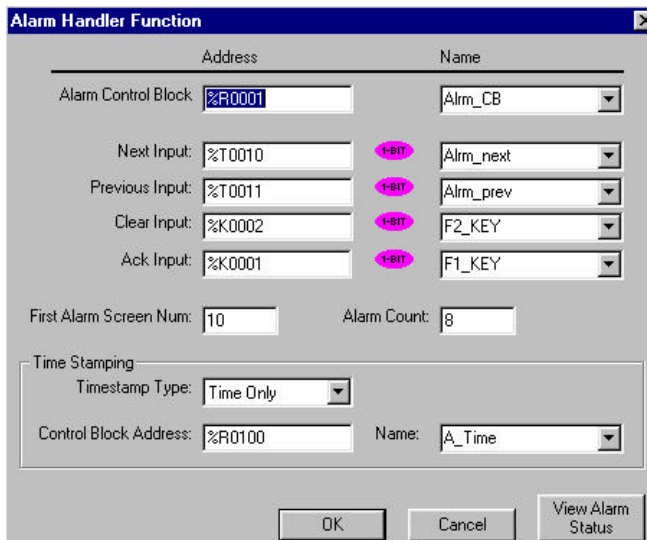 Alarm Handler Function
Address Name
Alarm Control Block %R0001 Alrm_CB
Next Input: %T0010 1-BIT Alrm_next
Previous Input: %T0011 1-BIT Alrm_prev
Clear Input: %K0002 1-BIT F2_KEY
Ack Input: %K0001 1-BIT F1_KEY
First Alarm Screen Num: 10 Alarm Count: 8
Time Stamping
Timestamp Type: Time Only
Control Block Address: %R0100 Name: A_Time
OK Cancel View Alarm Status